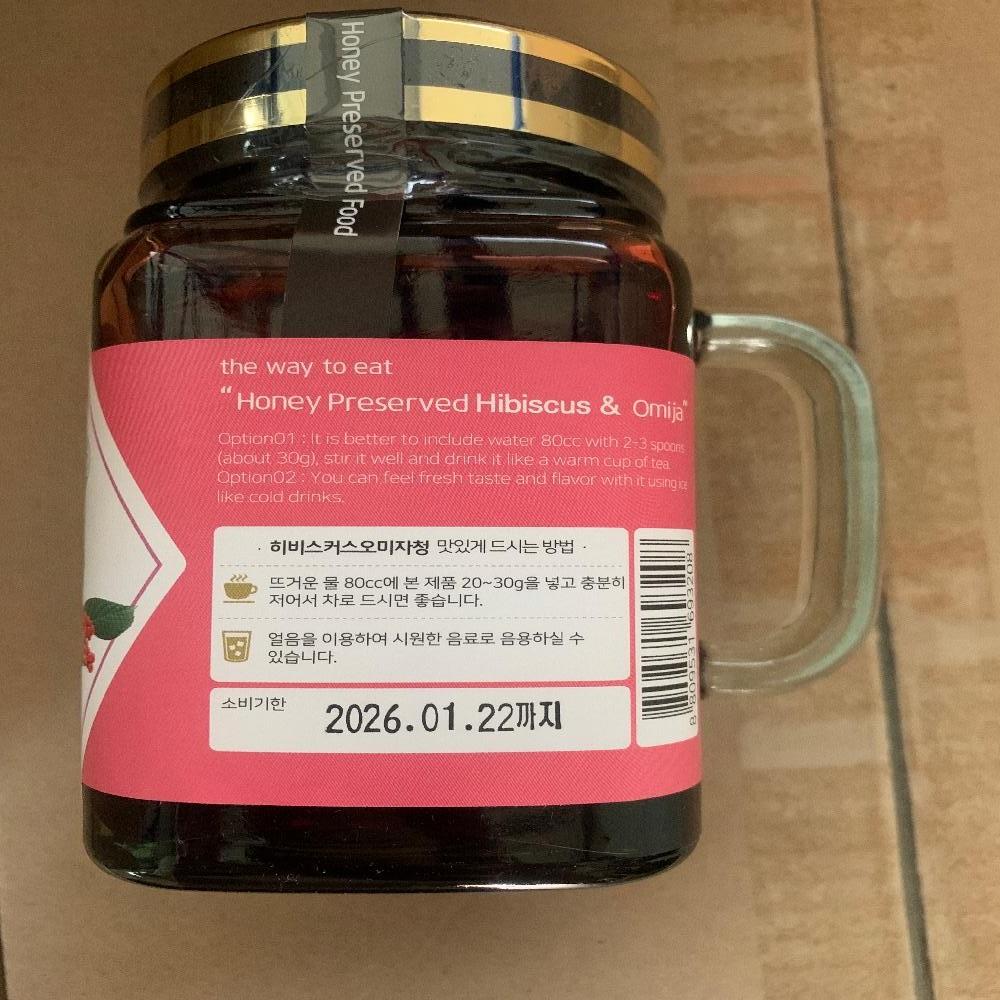 Honey Preserved Food
the way to eat
“Honey Preserved Hibiscus & Omija”
Option01 : It is better to include water 80cc with 2-3 spoons
(about 30g), stir it well and drink it like a warm cup of tea.
Option02 : You can feel fresh taste and flavor with it using ice
like cold drinks.
· 히비스커스오미자청 맛있게 드시는 방법 ·
뜨거운 물 80cc에 본 제품 20~30g을 넣고 충분히
저어서 차로 드시면 좋습니다.
얼음을 이용하여 시원한 음료로 음용하실 수
있습니다.
소비기한
2026.01.22까지
8 809531 693208